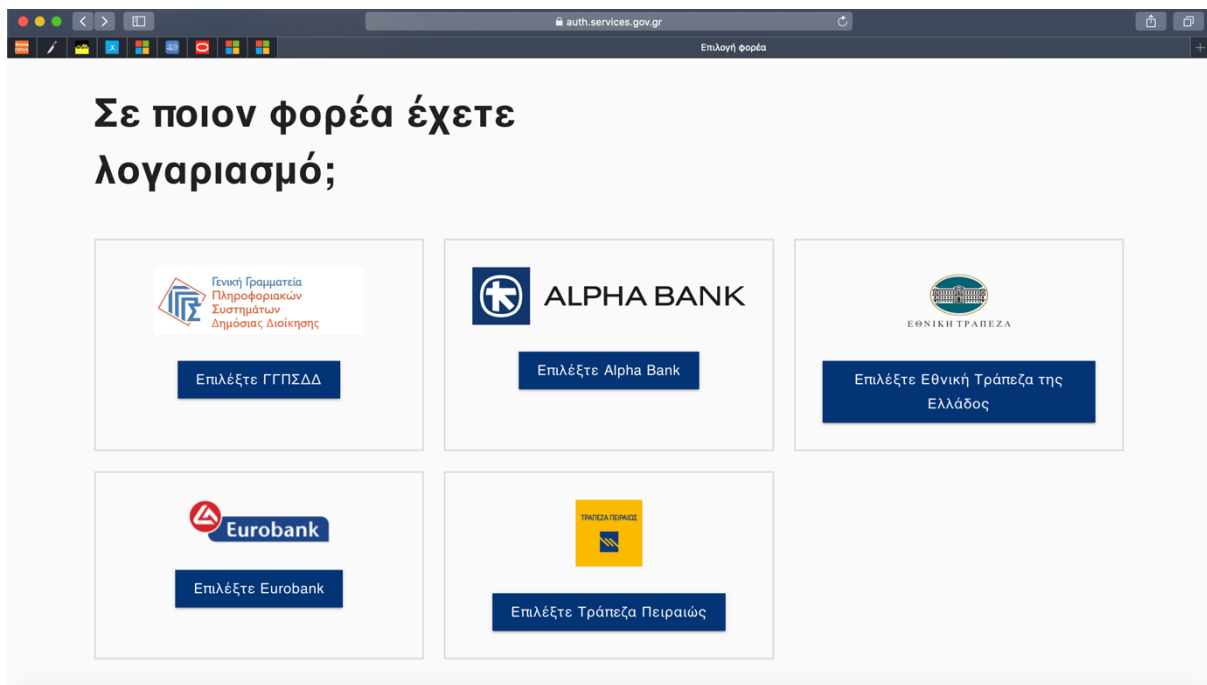 auth.services.gov.gr
Επιλογή φορέα
Σε ποιον φορέα έχετε
λογαριασμό;
Γενική Γραμματεία
Πληροφοριακών
Συστημάτων
Δημόσιας Διοίκησης
Επιλέξτε ΓΓΠΣΔΔ
ALPHA BANK
Επιλέξτε Alpha Bank
ΕΘΝΙΚΗ ΤΡΑΠΕΖΑ
Επιλέξτε Εθνική Τράπεζα της
Ελλάδος
Eurobank
Επιλέξτε Eurobank
ΤΡΑΠΕΖΑ ΠΕΙΡΑΙΩΣ
Επιλέξτε Τράπεζα Πειραιώς